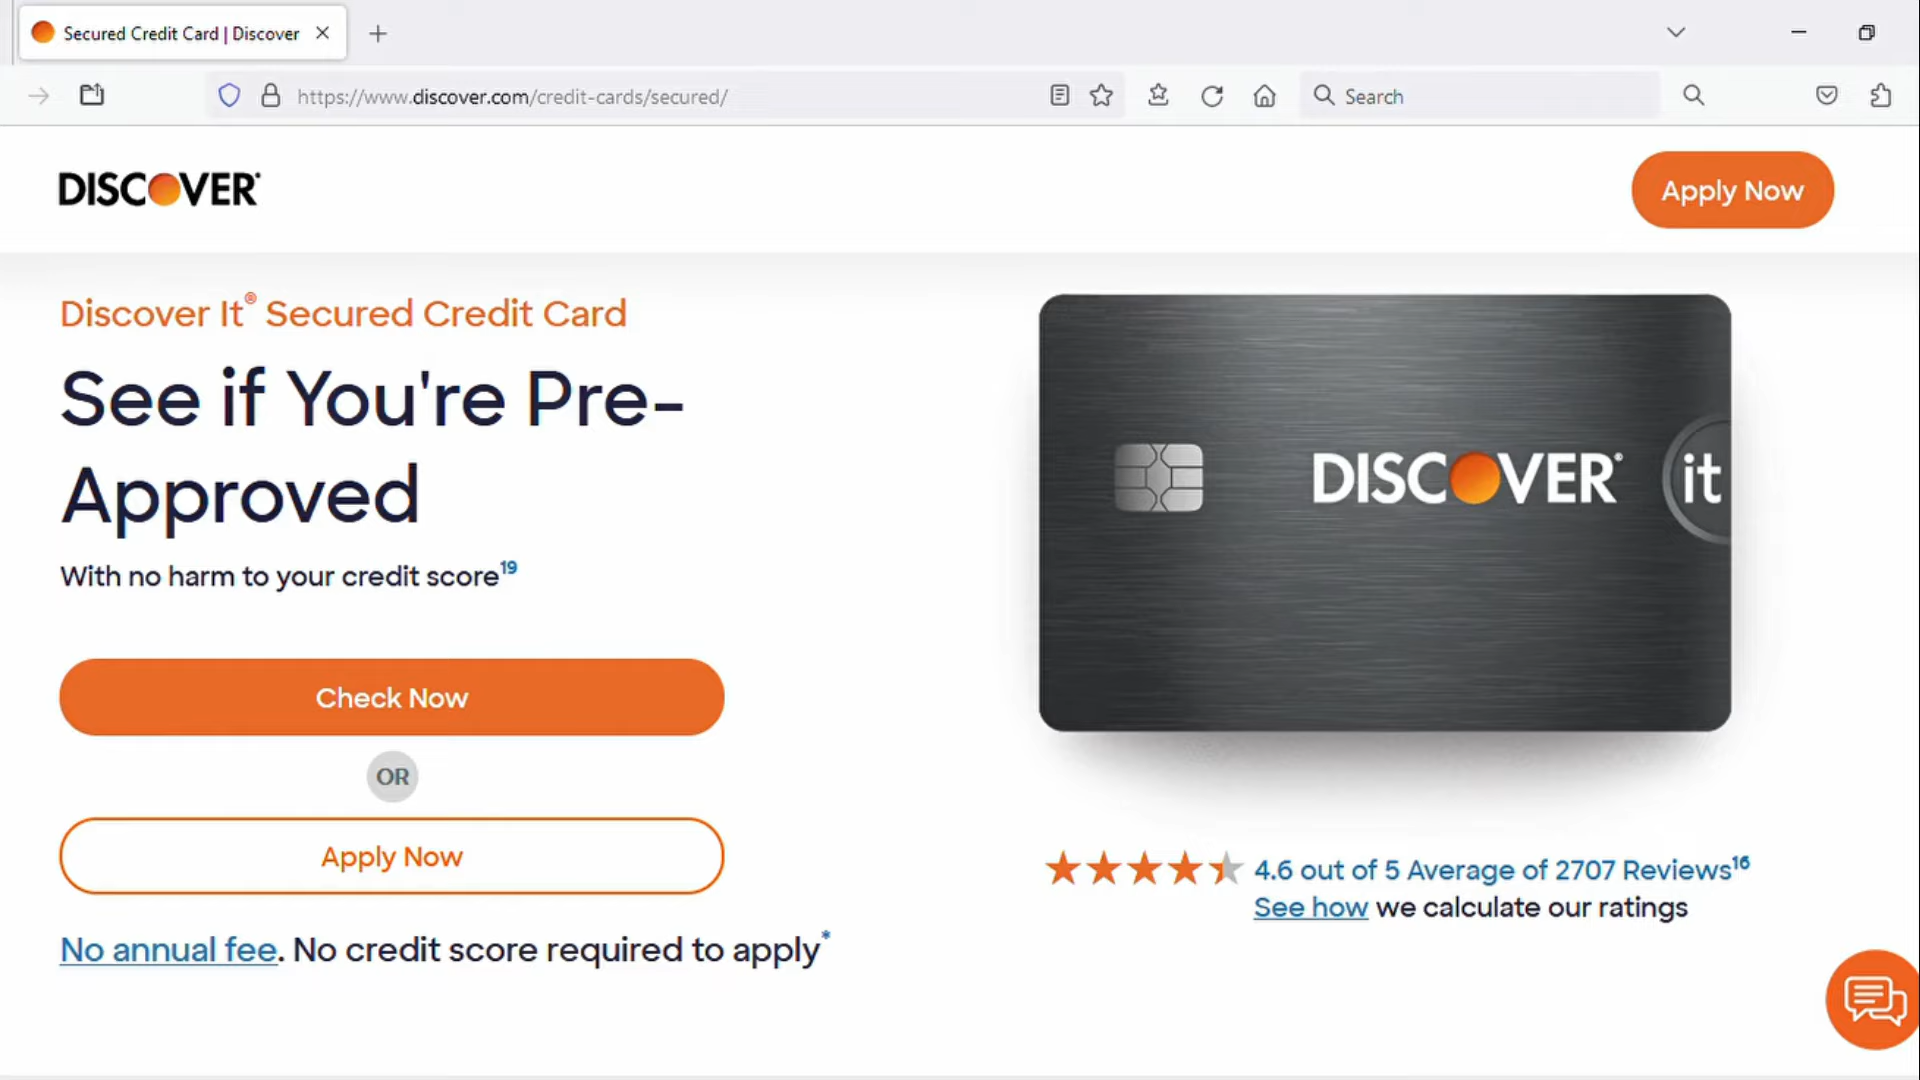 Secured Credit Card | Discover
https://www.discover.com/credit-cards/secured/
Search
DISCOVER®
Apply Now
Discover It® Secured Credit Card
See if You're Pre-
Approved
With no harm to your credit score19
Check Now
OR
Apply Now
No annual fee. No credit score required to apply*
DISCOVER®
it
4.6 out of 5 Average of 2707 Reviews16
See how we calculate our ratings